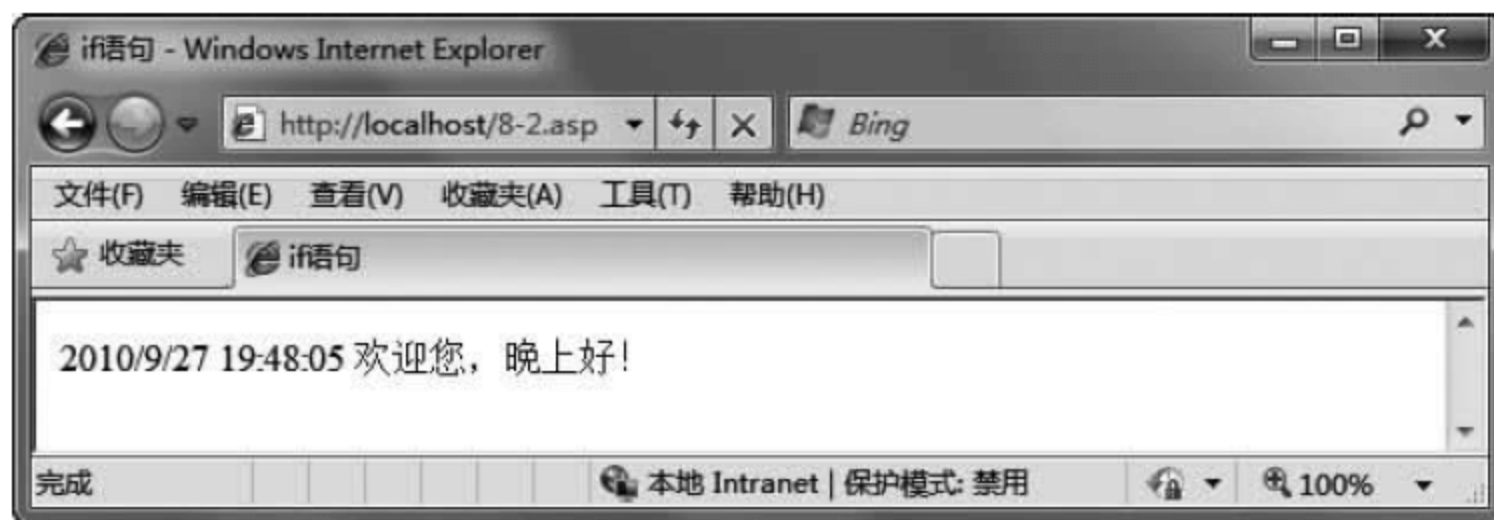 if语句 - Windows Internet Explorer
http://localhost/8-2.asp Bing
文件(F) 编辑(E) 查看(V) 收藏夹(A) 工具(T) 帮助(H)
收藏夹 if语句
2010/9/27 19:48:05 欢迎您，晚上好！
完成 本地 Intranet | 保护模式: 禁用 100%